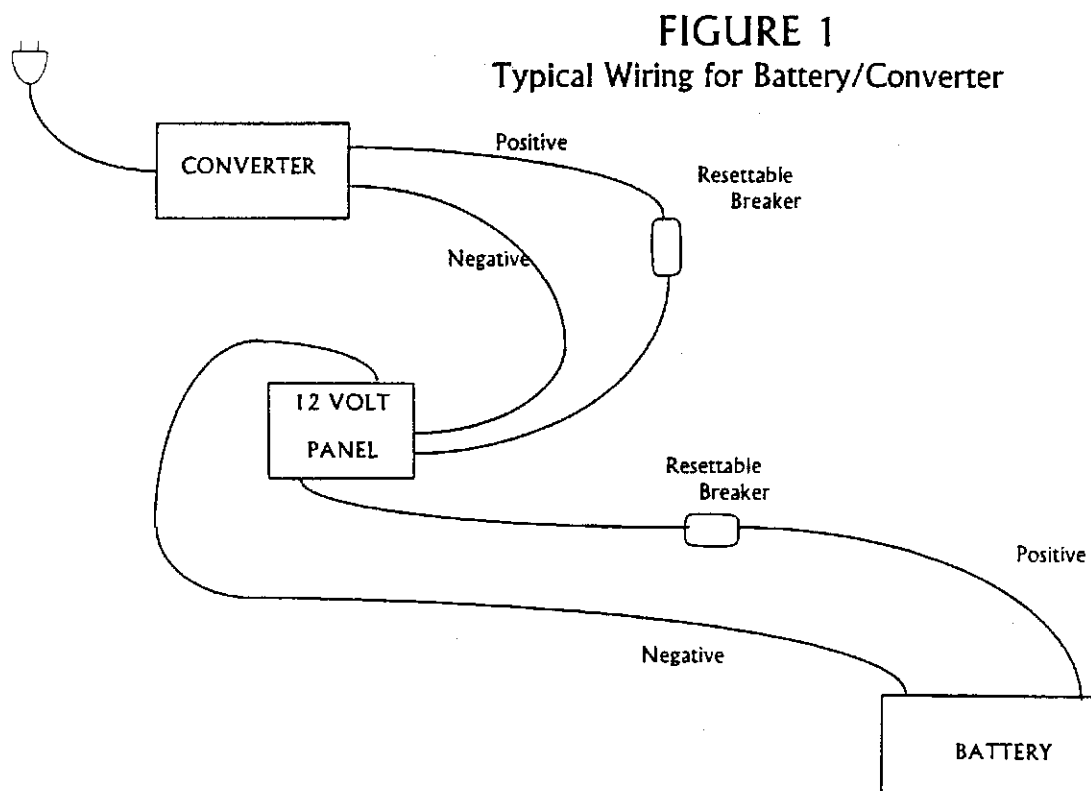 FIGURE 1
Typical Wiring for Battery/Converter
CONVERTER
Positive
Resettable
Breaker
Negative
12 VOLT
PANEL
Resettable
Breaker
Positive
Negative
BATTERY